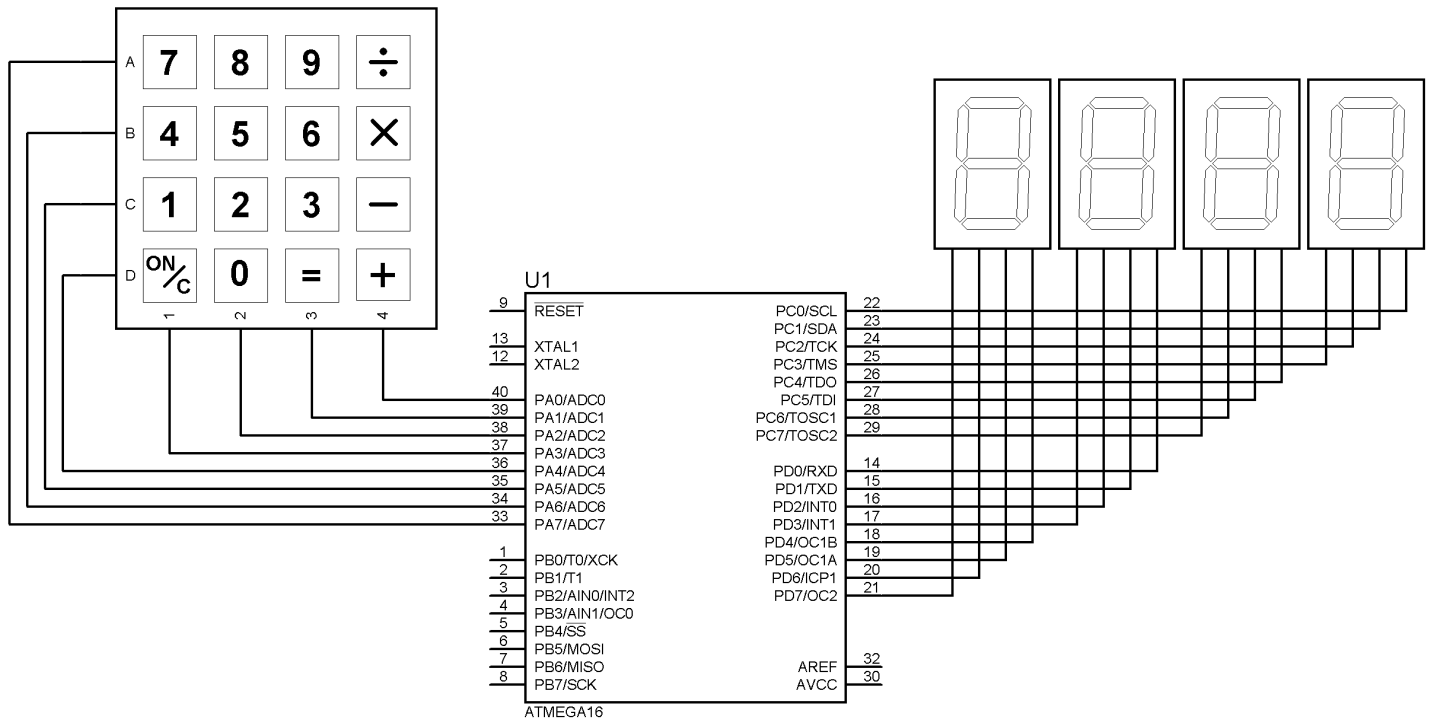 A 7 8 9 ÷
B 4 5 6 ×
C 1 2 3 −
D ON/C 0 = +
1 2 3 4
U1
9 RESET
13 XTAL1
12 XTAL2
40 PA0/ADC0
39 PA1/ADC1
38 PA2/ADC2
37 PA3/ADC3
36 PA4/ADC4
35 PA5/ADC5
34 PA6/ADC6
33 PA7/ADC7
1 PB0/T0/XCK
2 PB1/T1
3 PB2/AIN0/INT2
4 PB3/AIN1/OC0
5 PB4/SS
6 PB5/MOSI
7 PB6/MISO
8 PB7/SCK
PC0/SCL 22
PC1/SDA 23
PC2/TCK 24
PC3/TMS 25
PC4/TDO 26
PC5/TDI 27
PC6/TOSC1 28
PC7/TOSC2 29
PD0/RXD 14
PD1/TXD 15
PD2/INT0 16
PD3/INT1 17
PD4/OC1B 18
PD5/OC1A 19
PD6/ICP1 20
PD7/OC2 21
AREF 32
AVCC 30
ATMEGA16